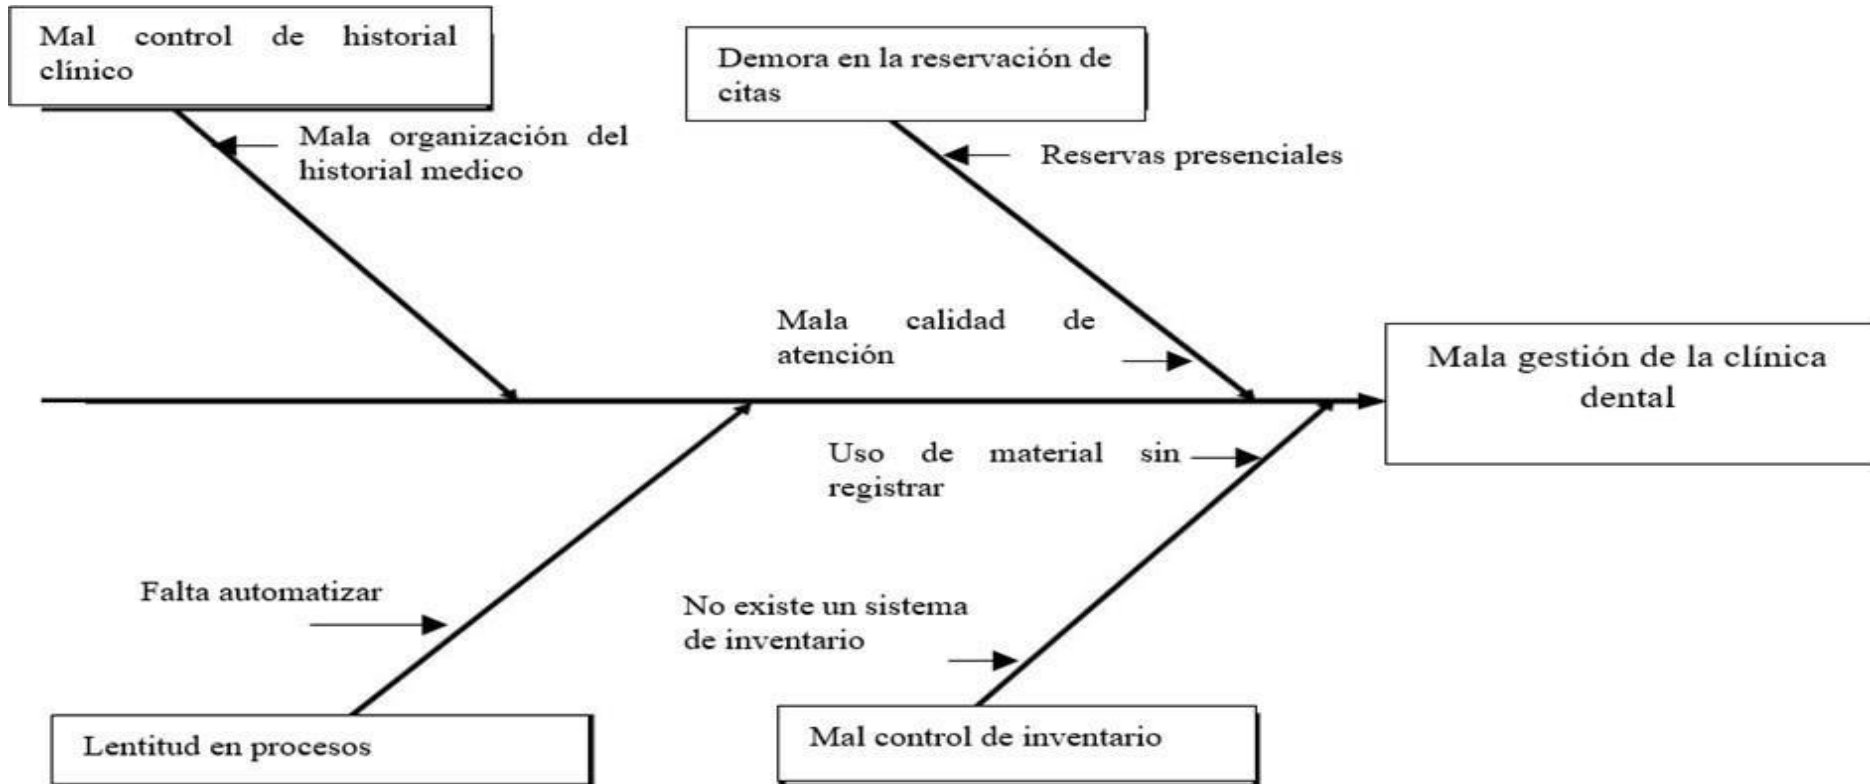 Mal control de historial
clínico
Demora en la reservación de
citas
Mala organización del
historial medico
Reservas presenciales
Mala calidad de
atención
Mala gestión de la clínica
dental
Uso de material sin
registrar
Falta automatizar
No existe un sistema
de inventario
Lentitud en procesos
Mal control de inventario